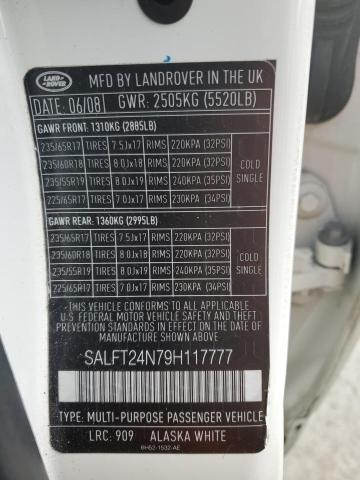 LAND-
ROVER
MFD BY LANDROVER IN THE UK
DATE: 06/08 GWR: 2505KG (5520LB)
GAWR FRONT: 1310KG (2885LB)
235/65R17 TIRES 7.5Jx17 RIMS 220KPA (32PSI)
235/60R18 TIRES 8.0Jx18 RIMS 220KPA (32PSI)
235/55R19 TIRES 8.0Jx19 RIMS 240KPA (35PSI)
225/65R17 TIRES 7.0Jx17 RIMS 230KPA (34PSI)
COLD
SINGLE
GAWR REAR: 1360KG (2995LB)
235/65R17 TIRES 7.5Jx17 RIMS 220KPA (32PSI)
235/60R18 TIRES 8.0Jx18 RIMS 220KPA (32PSI)
235/55R19 TIRES 8.0Jx19 RIMS 240KPA (35PSI)
225/65R17 TIRES 7.0Jx17 RIMS 230KPA (34PSI)
COLD
SINGLE
THIS VEHICLE CONFORMS TO ALL APPLICABLE
U.S. FEDERAL MOTOR VEHICLE SAFETY AND
BUMPER AND THEFT PREVENTION STANDARDS IN
EFFECT ON THE DATE OF MANUFACTURE SHOWN ABOVE.
SALFT24N79H117777
TYPE: MULTI-PURPOSE PASSENGER VEHICLE
LRC: 909 ALASKA WHITE
6H52-1532-AE